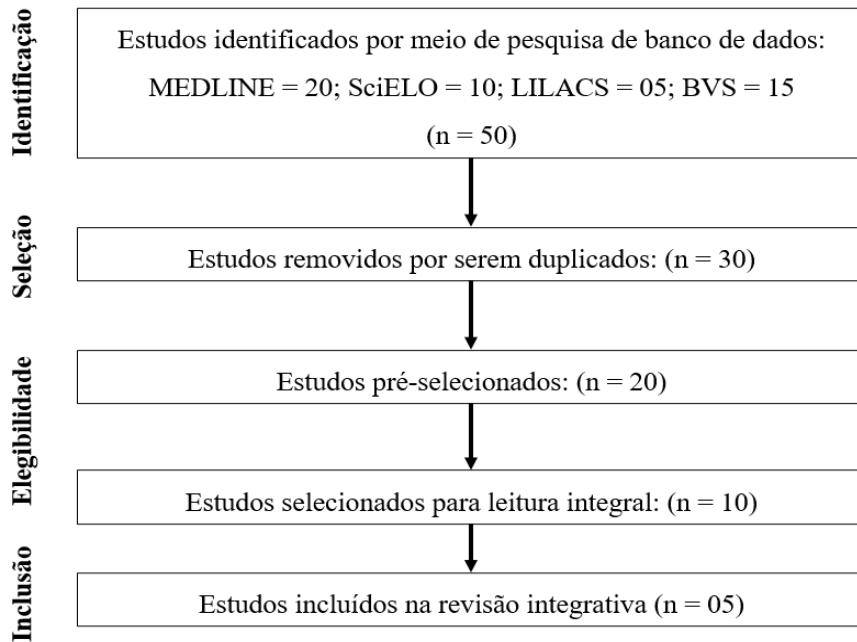 Identificação
Estudos identificados por meio de pesquisa de banco de dados:
MEDLINE = 20; SciELO = 10; LILACS = 05; BVS = 15
(n = 50)
Seleção
Estudos removidos por serem duplicados: (n = 30)
Elegibilidade
Estudos pré-selecionados: (n = 20)
Estudos selecionados para leitura integral: (n = 10)
Inclusão
Estudos incluídos na revisão integrativa (n = 05)